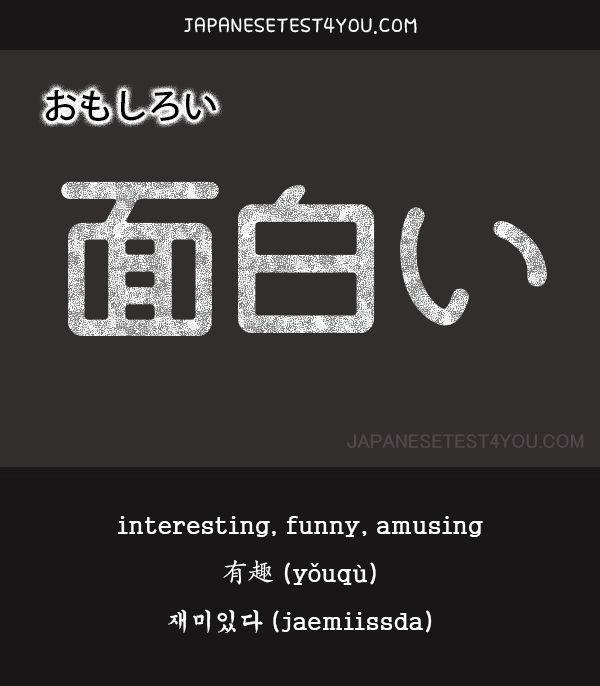 JAPANESETEST4YOU.COM
おもしろい
面白い
JAPANESETEST4YOU.COM
interesting, funny, amusing
有趣 (yǒuqù)
재미있다 (jaemiissda)